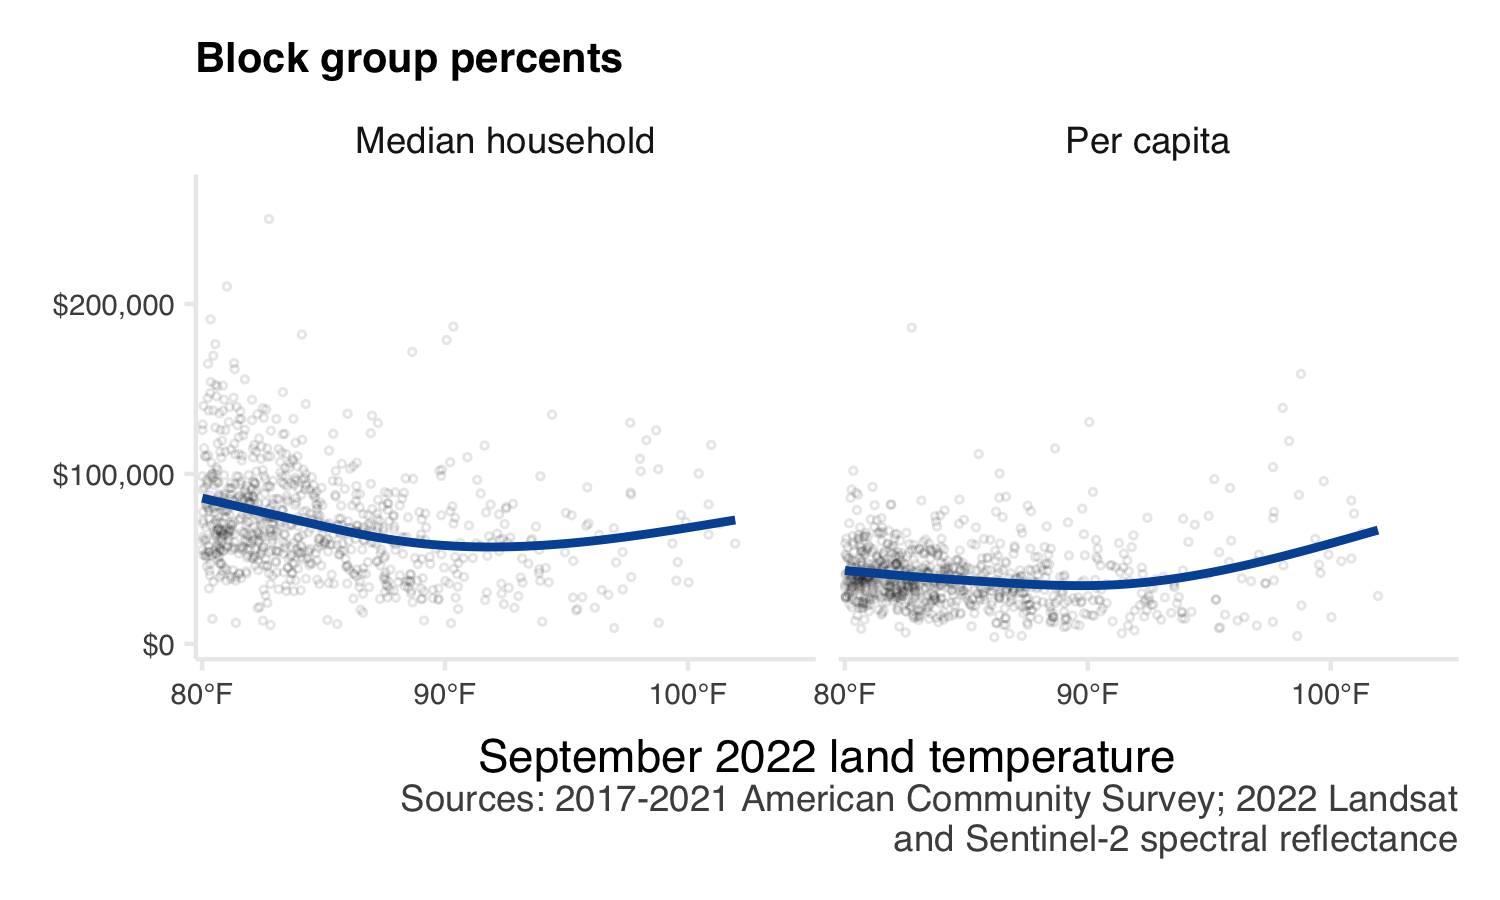 Block group percents
Median household
Per capita
$200,000
$100,000
$0
80°F 90°F 100°F 80°F 90°F 100°F
September 2022 land temperature
Sources: 2017-2021 American Community Survey; 2022 Landsat
and Sentinel-2 spectral reflectance